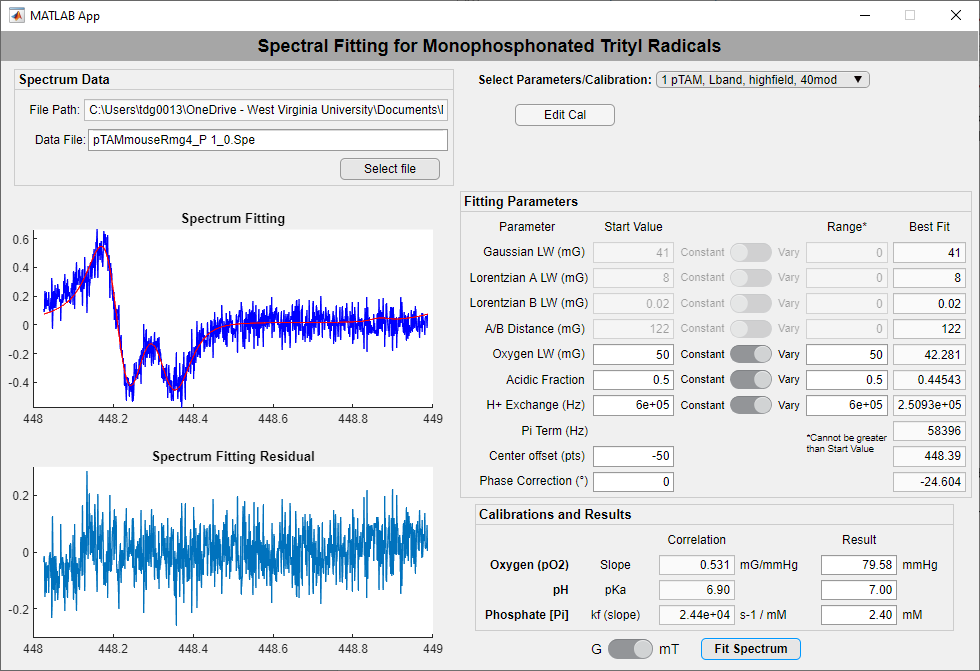 MATLAB App
Spectral Fitting for Monophosphonated Trityl Radicals
Spectrum Data
File Path: C:\Users\tdg0013\OneDrive - West Virginia University\Documents\
Data File: pTAMmouseRmg4_P 1_0.Spe
Select file
Select Parameters/Calibration: 1 pTAM, Lband, highfield, 40mod
Edit Cal
Spectrum Fitting
0.6
0.4
0.2
0
-0.2
-0.4
448 448.2 448.4 448.6 448.8 449
Spectrum Fitting Residual
0.2
0
-0.2
448 448.2 448.4 448.6 448.8 449
Fitting Parameters
Parameter Start Value Range* Best Fit
Gaussian LW (mG) 41 Constant Vary 0 41
Lorentzian A LW (mG) 8 Constant Vary 0 8
Lorentzian B LW (mG) 0.02 Constant Vary 0 0.02
A/B Distance (mG) 122 Constant Vary 0 122
Oxygen LW (mG) 50 Constant Vary 50 42.281
Acidic Fraction 0.5 Constant Vary 0.5 0.44543
H+ Exchange (Hz) 6e+05 Constant Vary 6e+05 2.5093e+05
Pi Term (Hz) 58396
*Cannot be greater
than Start Value
Center offset (pts) -50 448.39
Phase Correction (°) 0 -24.604
Calibrations and Results
Correlation Result
Oxygen (pO2) Slope 0.531 mG/mmHg 79.58 mmHg
pH pKa 6.90 7.00
Phosphate [Pi] kf (slope) 2.44e+04 s-1 / mM 2.40 mM
G mT Fit Spectrum